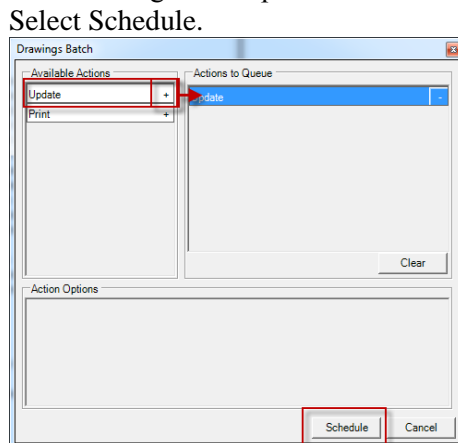 Select Schedule.
Drawings Batch
Available Actions
Actions to Queue
Update +
Update -
Print +
Clear
Action Options
Schedule Cancel